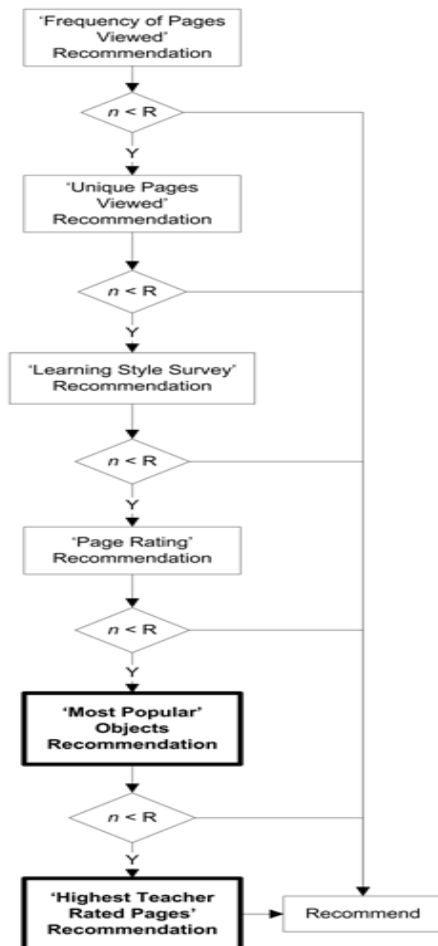 ‘Frequency of Pages
Viewed’
Recommendation
n < R
Y
‘Unique Pages
Viewed’
Recommendation
n < R
Y
‘Learning Style Survey’
Recommendation
n < R
Y
‘Page Rating’
Recommendation
n < R
Y
‘Most Popular’
Objects
Recommendation
n < R
Y
‘Highest Teacher
Rated Pages’
Recommendation
Recommend